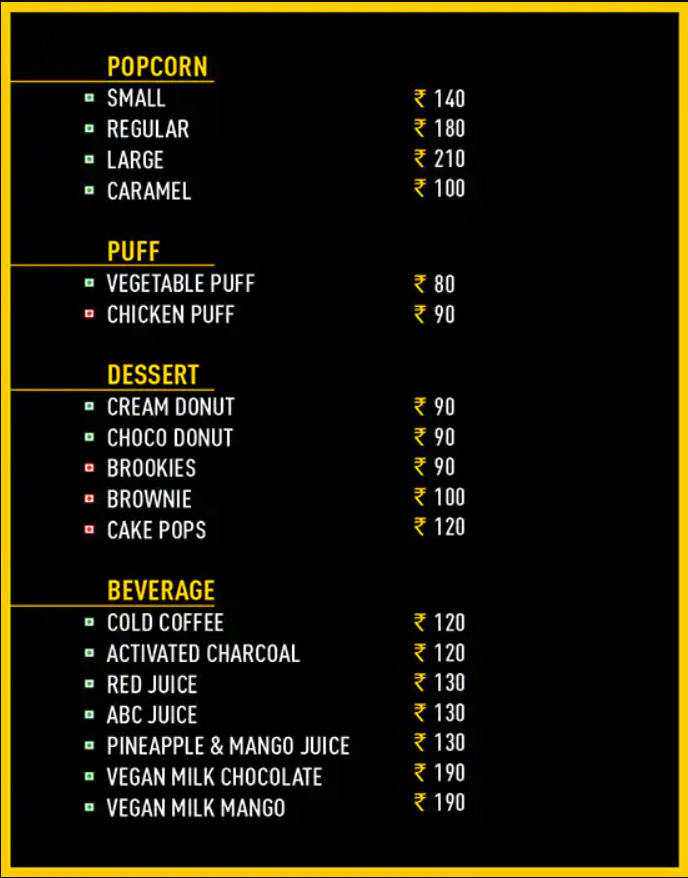 POPCORN
SMALL ₹ 140
REGULAR ₹ 180
LARGE ₹ 210
CARAMEL ₹ 100
PUFF
VEGETABLE PUFF ₹ 80
CHICKEN PUFF ₹ 90
DESSERT
CREAM DONUT ₹ 90
CHOCO DONUT ₹ 90
BROOKIES ₹ 90
BROWNIE ₹ 100
CAKE POPS ₹ 120
BEVERAGE
COLD COFFEE ₹ 120
ACTIVATED CHARCOAL ₹ 120
RED JUICE ₹ 130
ABC JUICE ₹ 130
PINEAPPLE & MANGO JUICE ₹ 130
VEGAN MILK CHOCOLATE ₹ 190
VEGAN MILK MANGO ₹ 190